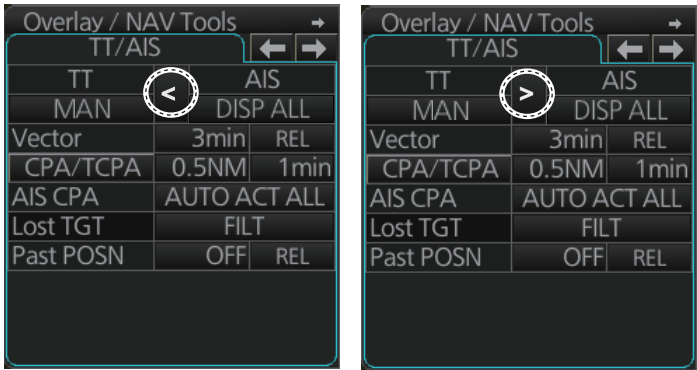 Overlay / NAV Tools →
TT/AIS ← →
TT < AIS
MAN DISP ALL
Vector 3min REL
CPA/TCPA 0.5NM 1min
AIS CPA AUTO ACT ALL
Lost TGT FILT
Past POSN OFF REL
Overlay / NAV Tools →
TT/AIS ← →
TT > AIS
MAN DISP ALL
Vector 3min REL
CPA/TCPA 0.5NM 1min
AIS CPA AUTO ACT ALL
Lost TGT FILT
Past POSN OFF REL